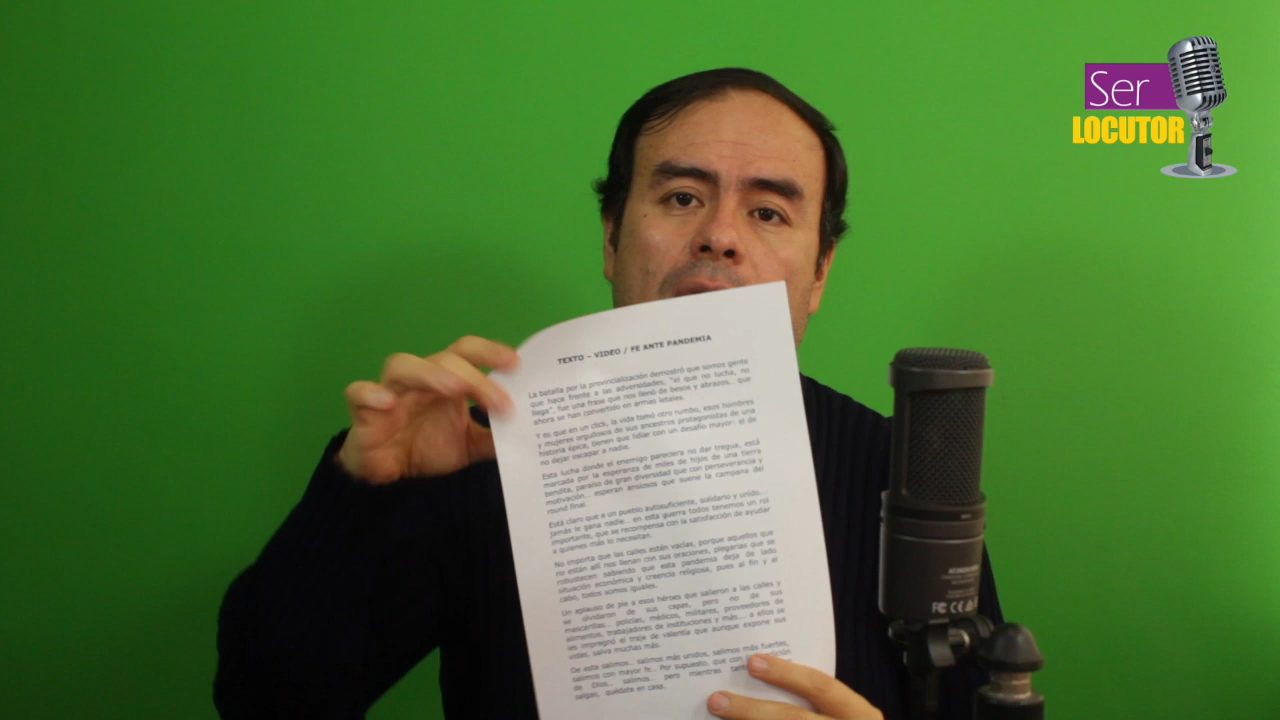 Ser
LOCUTOR
TEXTO – VIDEO / FE ANTE PANDEMIA
La batalla por la provincialización demostró que somos gente
que hace frente a las adversidades, "el que no lucha, no
llega", fue una frase que nos llenó de besos y abrazos... que
ahora se han convertido en armas letales.
Y es que en un click, la vida tomó otro rumbo, esos hombres
y mujeres orgullosos de sus ancestros protagonistas de una
historia épica, tienen que lidiar con un desafío mayor: el de
no dejar escapar a nadie.
Esta lucha donde el enemigo pareciera no dar tregua, está
marcada por la esperanza de miles de hijos de una tierra
bendita, paraíso de gran diversidad que con perseverancia y
motivación... esperan ansiosos que suene la campana del
round final.
Está claro que a un pueblo autosuficiente, solidario y unido...
jamás le gana nadie... en esta guerra todos tenemos un rol
importante, que se recompensa con la satisfacción de ayudar
a quienes más lo necesitan.
No importa que las calles estén vacías, porque aquellos que
no están allí nos llenan con sus oraciones, plegarias que se
robustecen sabiendo que esta pandemia deja de lado
situación económica y creencia religiosa, pues al fin y al
cabo, todos somos iguales.
Un aplauso de pie a esos héroes que salieron a las calles y
se olvidaron de sus capas, pero no de sus
mascarillas... policías, médicos, militares, proveedores de
alimentos, trabajadores de instituciones y más... a ellos se
les impregnó el traje de valentía que aunque expone sus
vidas, salva muchas más.
De esta salimos... salimos más unidos, salimos más fuertes,
salimos con mayor fe... Por supuesto, que con
de Dios... salimos... pero mientras
salgas, quédate en casa.
FC CE